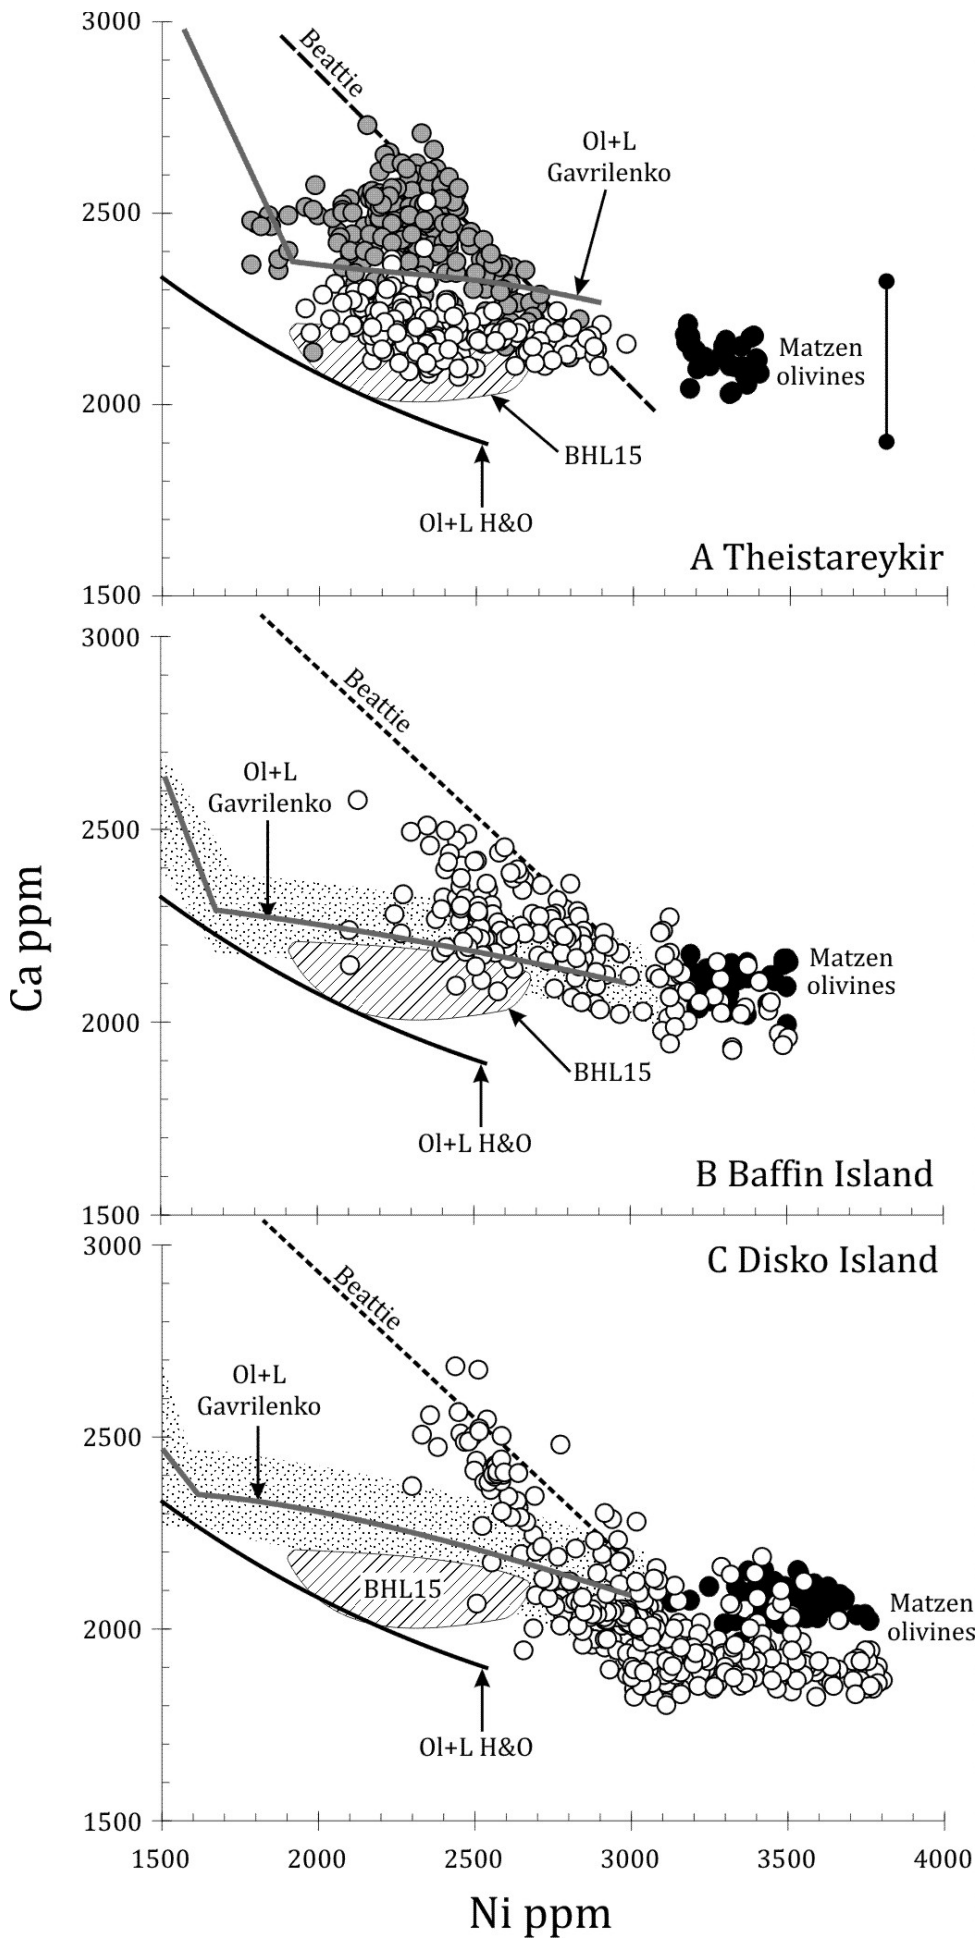 3000
Beattie
Ol+L
Gavrilenko
2500
Matzen
olivines
2000
BHL15
Ol+L H&O
A Theistareykir
1500
3000
Beattie
Ol+L
Gavrilenko
2500
Matzen
olivines
2000
BHL15
Ol+L H&O
B Baffin Island
1500
Ca ppm
3000
C Disko Island
Beattie
Ol+L
Gavrilenko
2500
BHL15
Matzen
olivines
2000
Ol+L H&O
1500
1500 2000 2500 3000 3500 4000
Ni ppm